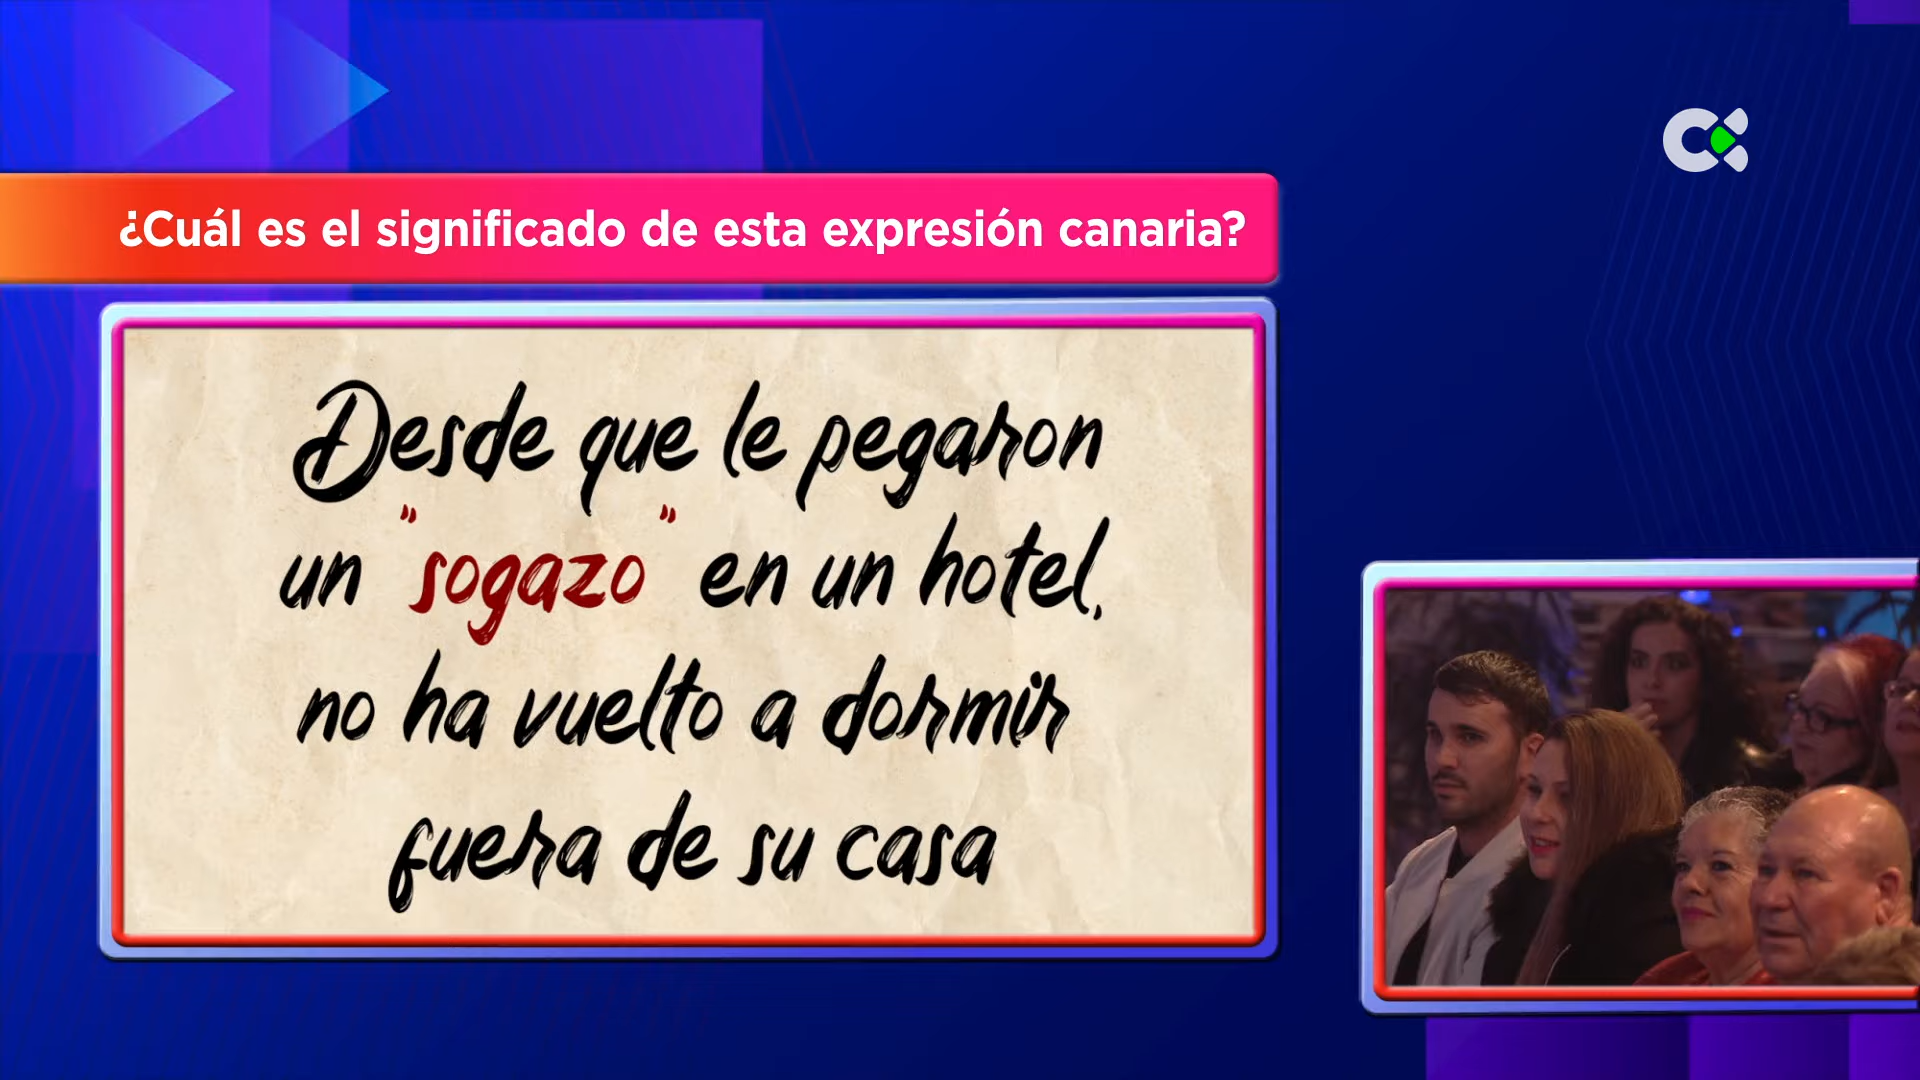 ¿Cuál es el significado de esta expresión canaria?
Desde que le pegaron
un "sogazo" en un hotel,
no ha vuelto a dormir
fuera de su casa